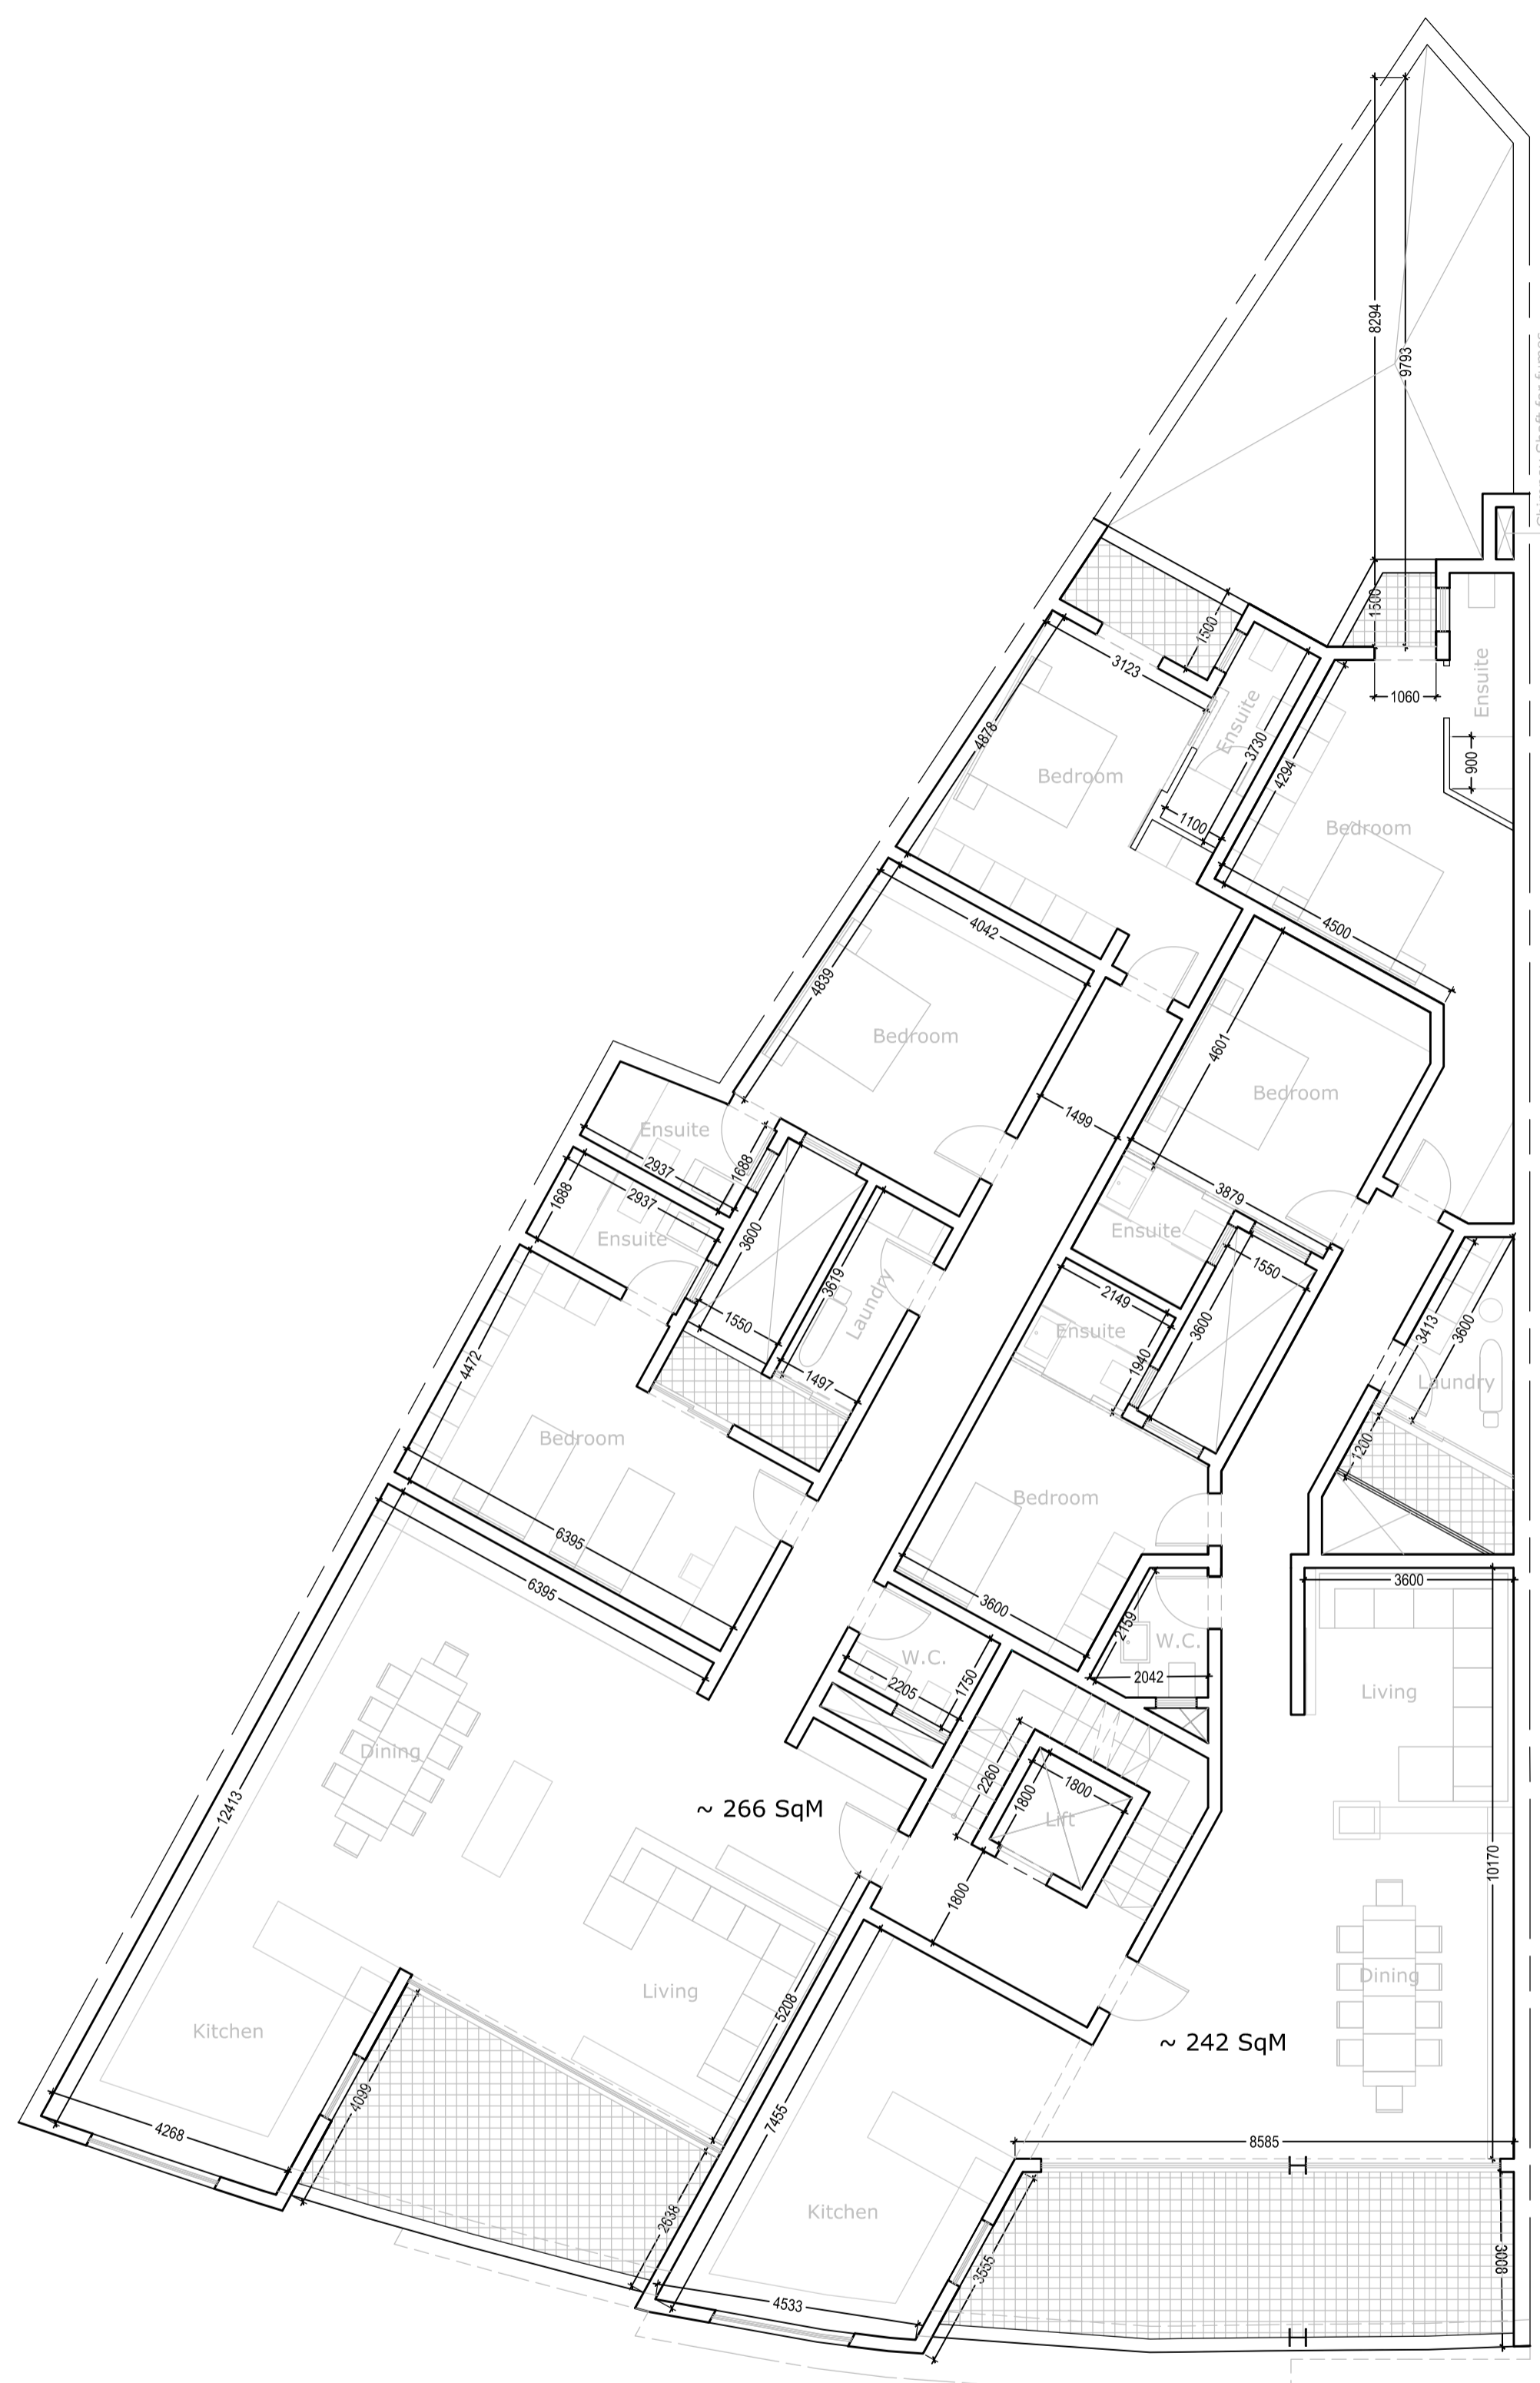 8294
9793
1500
1500
3123
Ensuite
Ensuite
1060
4878
3730
900
Bedroom
4294
1100
Bedroom
4042
4500
4839
Bedroom
4601
Bedroom
1499
Ensuite
2937
1688
2937
1688
3879
Ensuite
3600
Ensuite
1550
3619
Laundry
2149
Ensuite
3600
1550
1940
3413
3600
4472
1497
Laundry
Bedroom
1200
Bedroom
6395
6395
3600
3600
2159
W.C.
W.C.
2042
1750
2205
Living
Dining
2260
1800
1800
Lift
12413
~ 266 SqM
10170
1800
Dining
Living
5208
Kitchen
~ 242 SqM
4099
7455
4268
8585
Kitchen
2638
3555
3008
4533